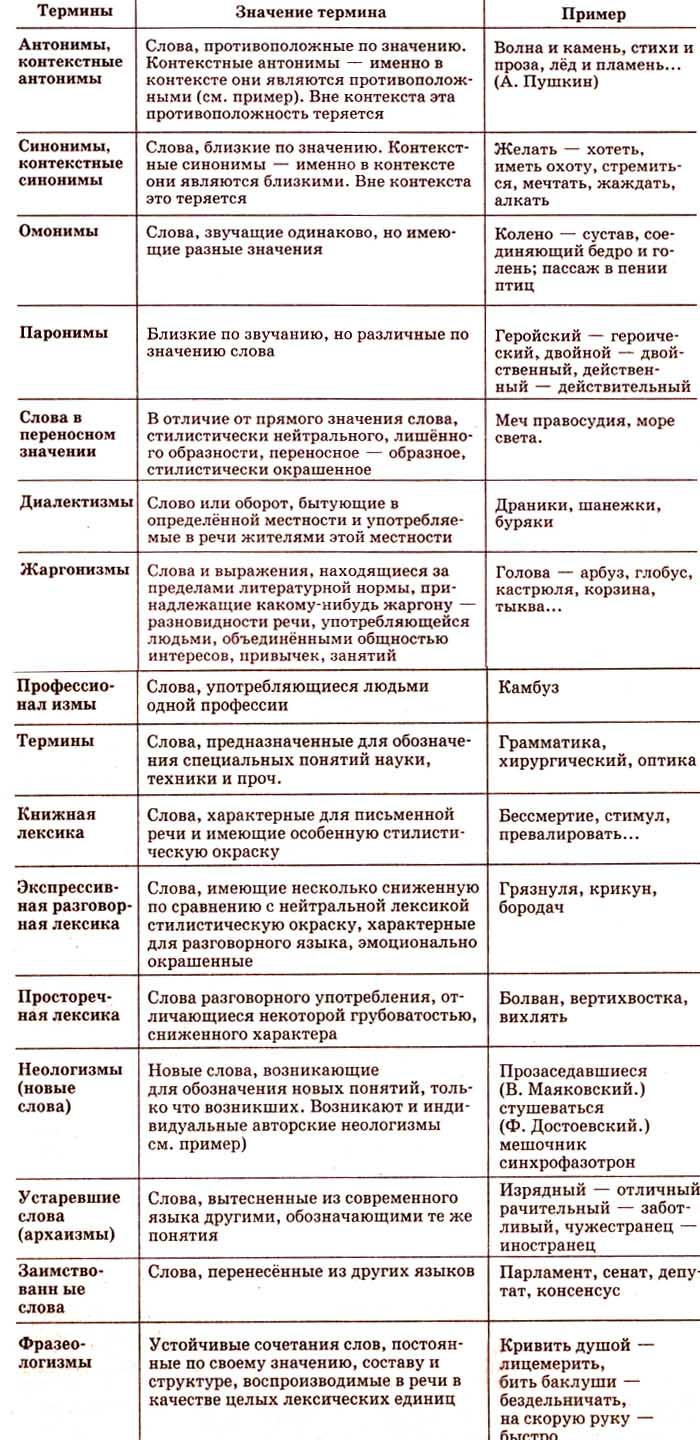 Термины Значение термина Пример
Антонимы,
контекстные
антонимы
Слова, противоположные по значению.
Контекстные антонимы — именно в
контексте они являются противополож-
ными (см. пример). Вне контекста эта
противоположность теряется
Волна и камень, стихи и
проза, лёд и пламень...
(А. Пушкин)
Синонимы,
контекстные
синонимы
Слова, близкие по значению. Контекст-
ные синонимы — именно в контексте
они являются близкими. Вне контекста
это теряется
Желать — хотеть,
иметь охоту, стремить-
ся, мечтать, жаждать,
алкать
Омонимы
Слова, звучащие одинаково, но имею-
щие разные значения
Колено — сустав, сое-
диняющий бедро и го-
лень; пассаж в пении
птиц
Паронимы
Близкие по звучанию, но различные по
значению слова
Геройский — героиче-
ский, двойной — двой-
ственный, действен-
ный — действительный
Слова в
переносном
значении
В отличие от прямого значения слова,
стилистически нейтрального, лишённо-
го образности, переносное — образное,
стилистически окрашенное
Меч правосудия, море
света.
Диалектизмы
Слово или оборот, бытующие в
определённой местности и употребляе-
мые в речи жителями этой местности
Драники, шанежки,
буряки
Жаргонизмы
Слова и выражения, находящиеся за
пределами литературной нормы, при-
надлежащие какому-нибудь жаргону —
разновидности речи, употребляющейся
людьми, объединёнными общностью
интересов, привычек, занятий
Голова — арбуз, глобус,
кастрюля, корзина,
тыква...
Профессио-
нал измы
Слова, употребляющиеся людьми
одной профессии
Камбуз
Термины
Слова, предназначенные для обозначе-
ния специальных понятий науки,
техники и проч.
Грамматика,
хирургический, оптика
Книжная
лексика
Слова, характерные для письменной
речи и имеющие особенную стилисти-
ческую окраску
Бессмертие, стимул,
превалировать...
Экспрессив-
ная разговор-
ная лексика
Слова, имеющие несколько сниженную
по сравнению с нейтральной лексикой
стилистическую окраску, характерные
для разговорного языка, эмоционально
окрашенные
Грязнуля, крикун,
бородач
Простореч-
ная лексика
Слова разговорного употребления, от-
личающиеся некоторой грубоватостью,
сниженного характера
Болван, вертихвостка,
вихлять
Неологизмы
(новые
слова)
Новые слова, возникающие
для обозначения новых понятий, толь-
ко что возникших. Возникают и инди-
видуальные авторские неологизмы
см. пример)
Прозаседавшиеся
(В. Маяковский.)
стушеваться
(Ф. Достоевский.)
мешочник
синхрофазотрон
Устаревшие
слова
(архаизмы)
Слова, вытесненные из современного
языка другими, обозначающими те же
понятия
Изрядный — отличный
рачительный — забот-
ливый, чужестранец —
иностранец
Заимство-
ванн ые
слова
Слова, перенесённые из других языков
Парламент, сенат, депу-
тат, консенсус
Фразео-
логизмы
Устойчивые сочетания слов, постоян-
ные по своему значению, составу и
структуре, воспроизводимые в речи в
качестве целых лексических единиц
Кривить душой —
лицемерить,
бить баклуши —
бездельничать,
на скорую руку —
быстро